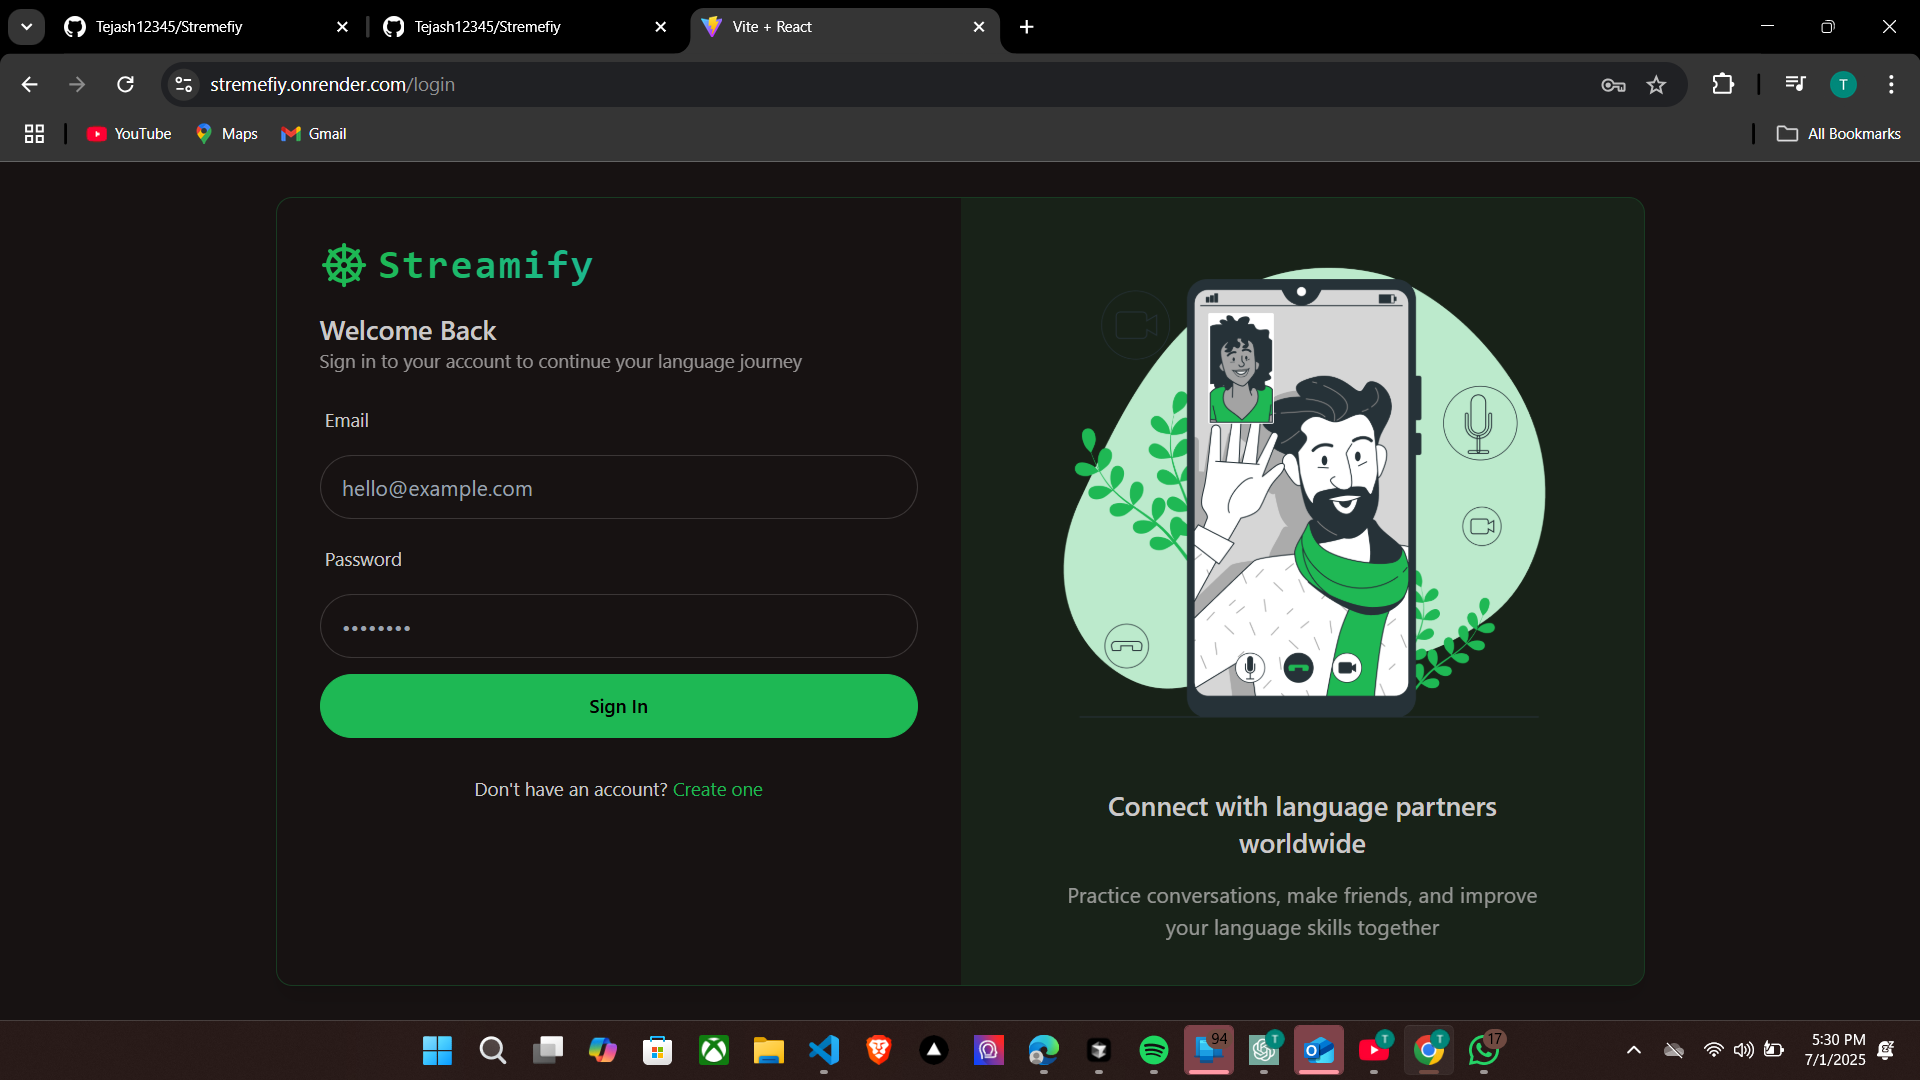 Tejash12345/Stremefiy
Tejash12345/Stremefiy
Vite + React
stremefiy.onrender.com/login
T
YouTube
Maps
Gmail
All Bookmarks
Streamify
Welcome Back
Sign in to your account to continue your language journey
Email
hello@example.com
Password
••••••••
Sign In
Don't have an account? Create one
Connect with language partners
worldwide
Practice conversations, make friends, and improve
your language skills together
94
T
T
T
17
5:30 PM
7/1/2025